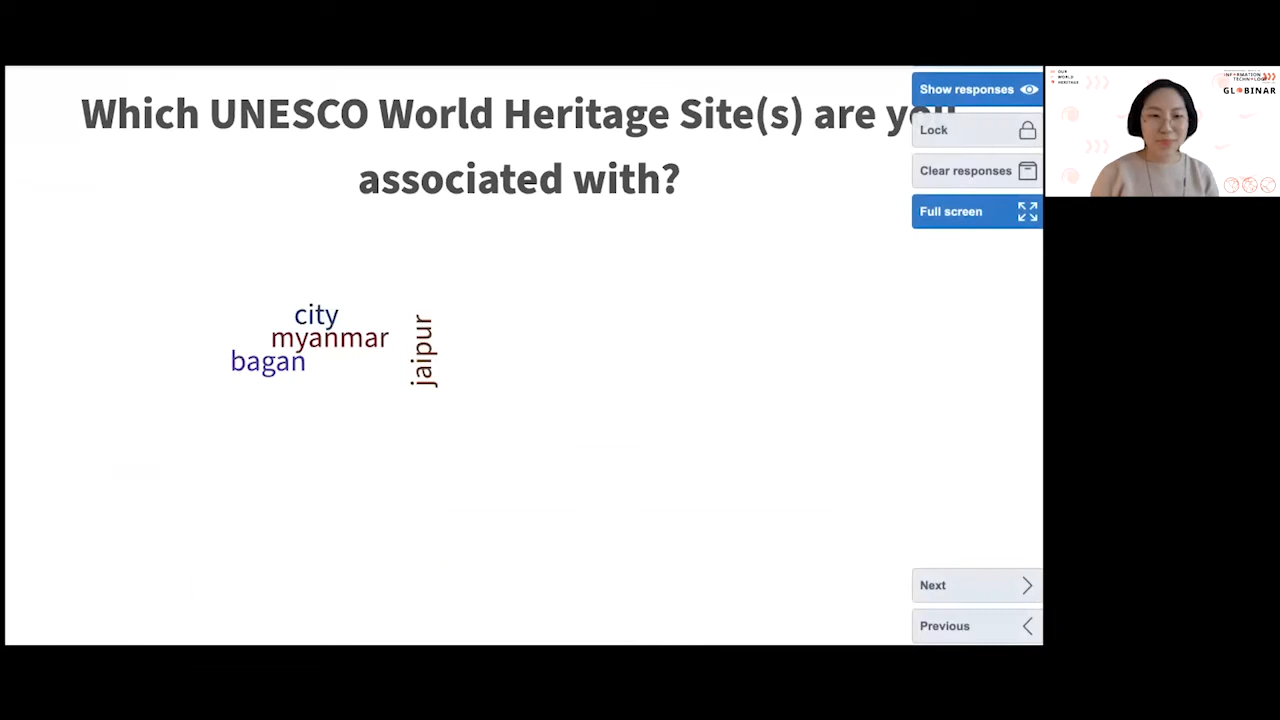 Which UNESCO World Heritage Site(s) are you
associated with?
Show responses
Lock
Clear responses
Full screen
city
myanmar
bagan
jaipur
Next
Previous
OUR
WORLD
HERITAGE
INFORMATION
TECHNOLOGY
GLOBINAR